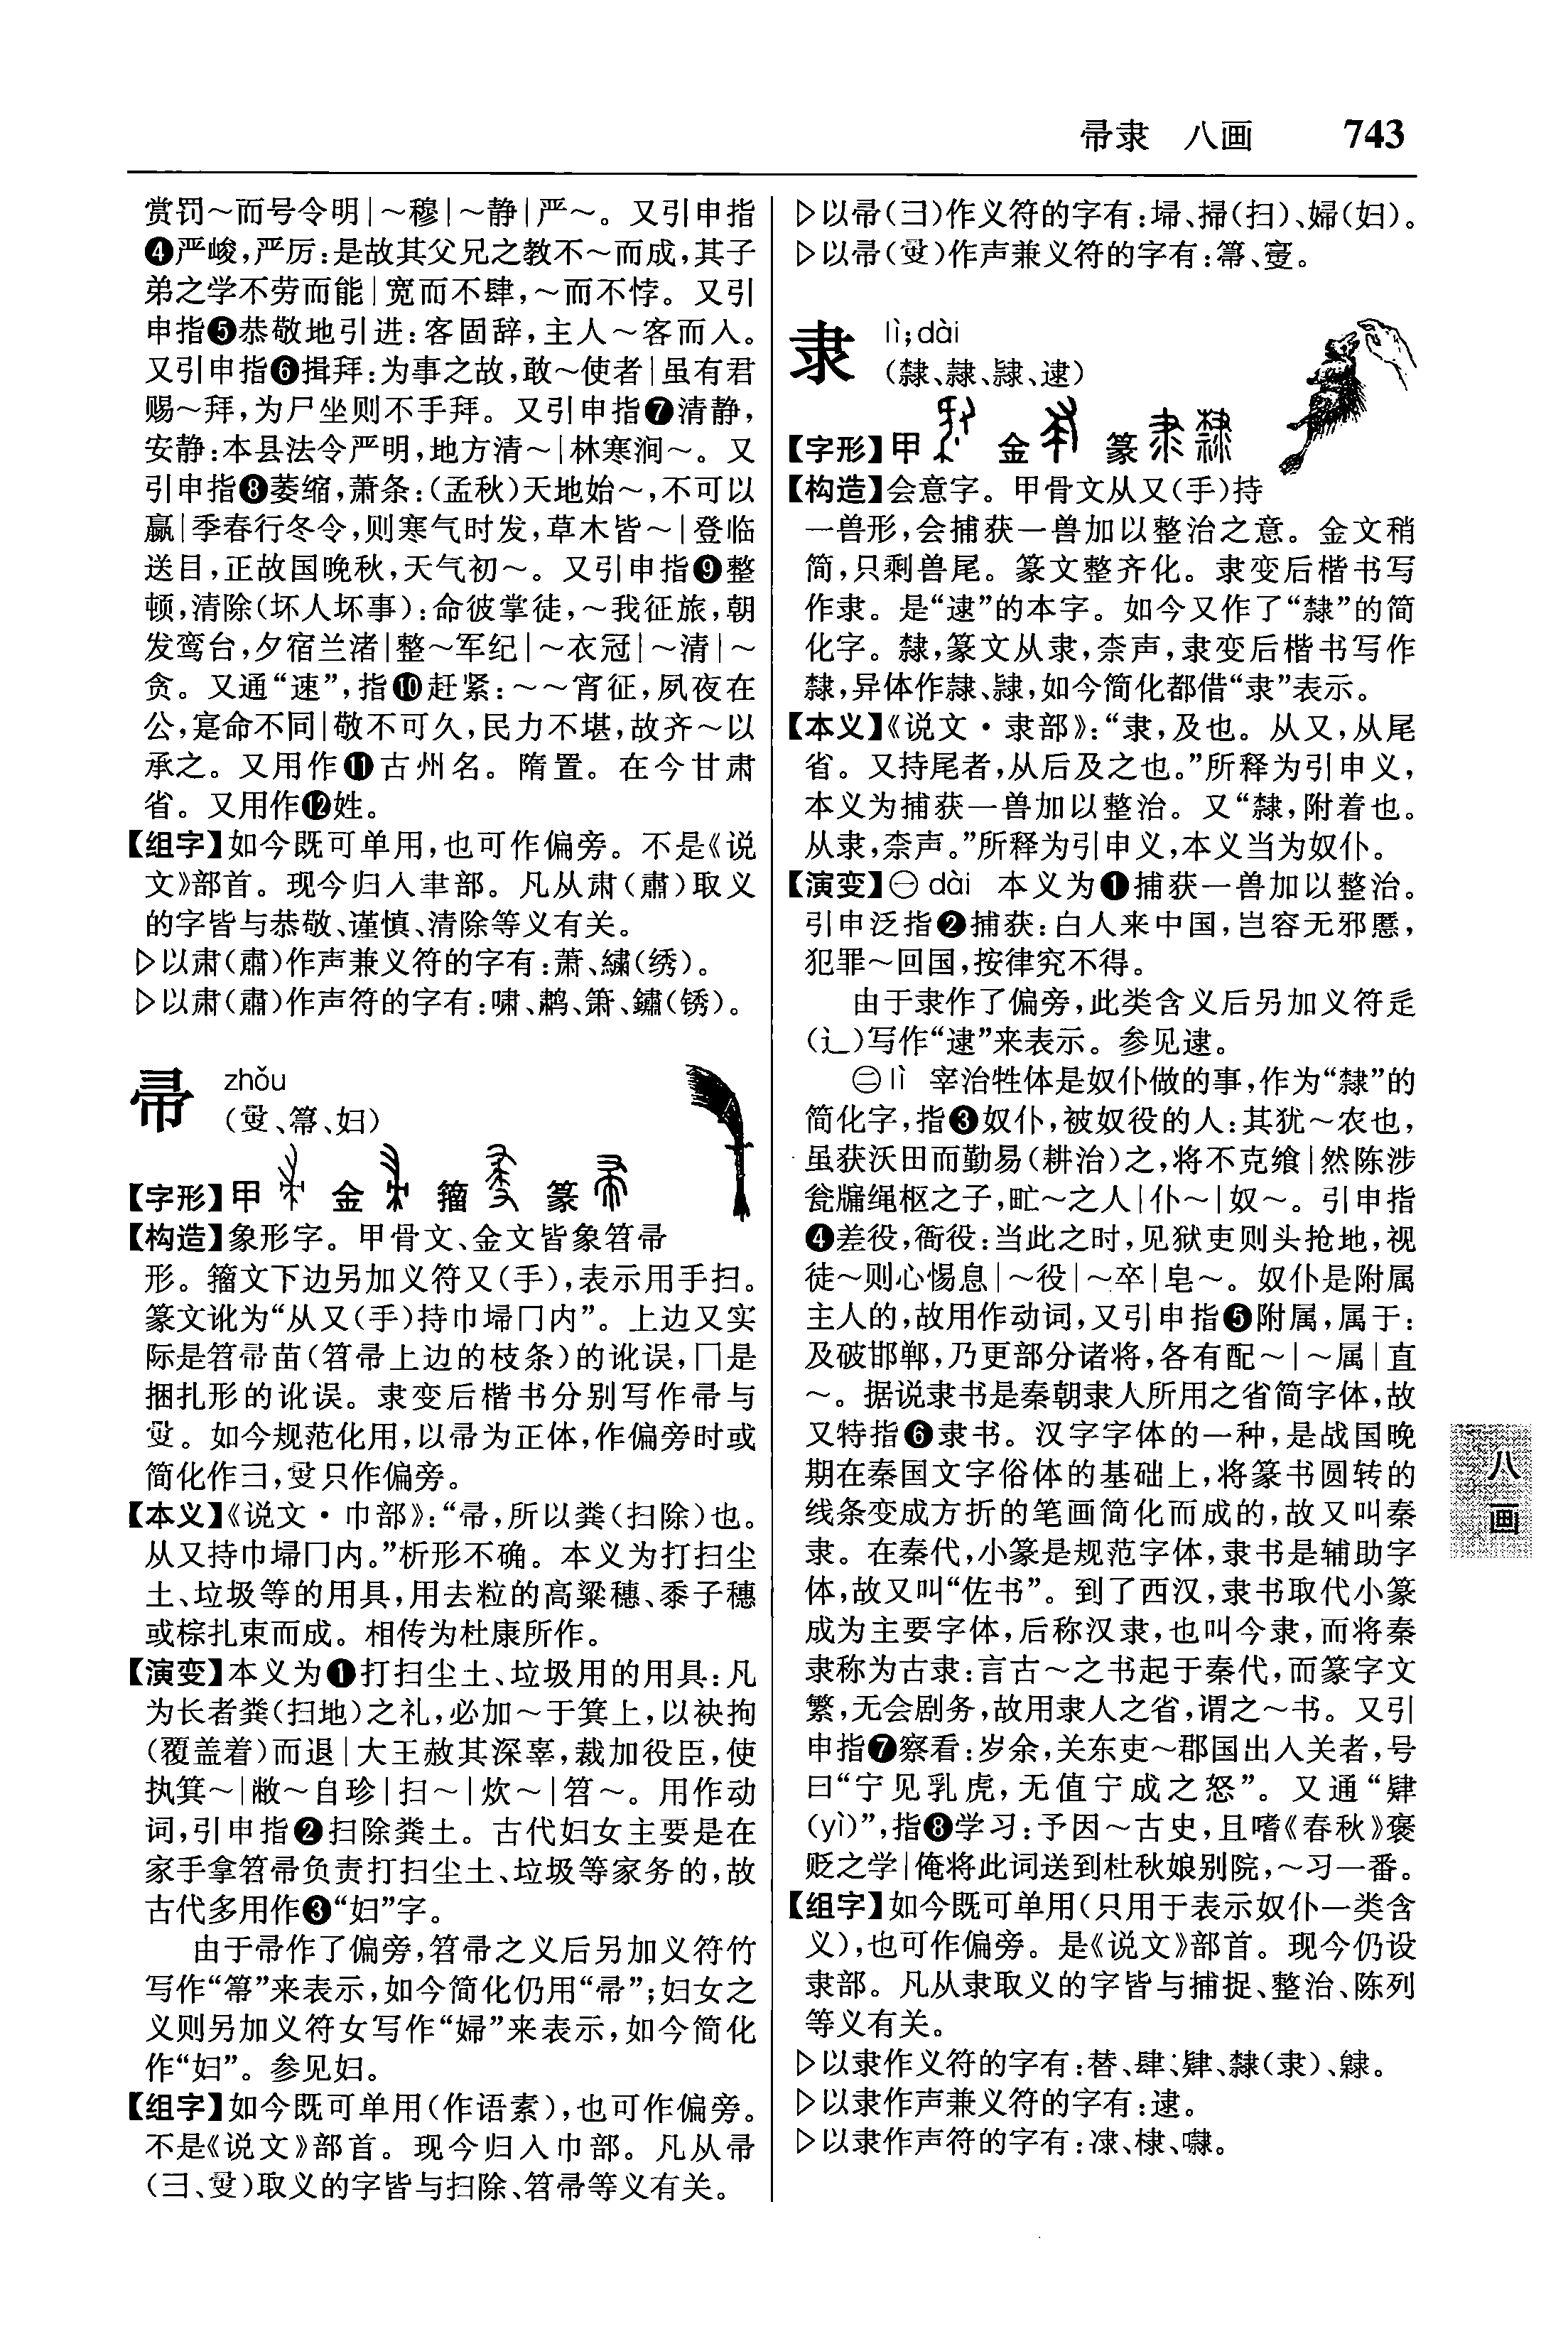 帚隶 八画 743
赏罚～而号令明|～穆|～静|严～。又引申指
❹严峻,严厉:是故其父兄之教不～而成,其子
弟之学不劳而能|宽而不肆,～而不悖。又引
申指❺恭敬地引进:客固辞,主人～客而入。
又引申指❻揖拜:为事之故,敢～使者|虽有君
赐～拜,为尸坐则不手拜。又引申指❼清静,
安静:本县法令严明,地方清～|林寒涧～。又
引申指❽萎缩,萧条:(孟秋)天地始～,不可以
赢|季春行冬令,则寒气时发,草木皆～|登临
送目,正故国晚秋,天气初～。又引申指❾整
顿,清除(坏人坏事):命彼掌徒,～我征旅,朝
发鸾台,夕宿兰渚|整～军纪|～衣冠|～清|～
贪。又通“速”,指❿赶紧:～～宵征,夙夜在
公,寔命不同|敬不可久,民力不堪,故齐～以
承之。又用作⓫古州名。隋置。在今甘肃
省。又用作⓬姓。
【组字】如今既可单用,也可作偏旁。不是《说
文》部首。现今归入聿部。凡从肃(肅)取义
的字皆与恭敬、谨慎、清除等义有关。
▷以肃(肅)作声兼义符的字有:萧、繡(绣)。
▷以肃(肅)作声符的字有:啸、鹔、箫、鏽(锈)。
帚 zhǒu
(㕞、箒、妇)
【字形】甲 金 籀 篆
【构造】象形字。甲骨文、金文皆象笤帚
形。籀文下边另加义符又(手),表示用手扫。
篆文讹为“从又(手)持巾埽冂内”。上边又实
际是笤帚苗(笤帚上边的枝条)的讹误,冂是
捆扎形的讹误。隶变后楷书分别写作帚与
。如今规范化用,以帚为正体,作偏旁时或
简化作彐,只作偏旁。
【本义】《说文·巾部》:“帚,所以粪(扫除)也。
从又持巾埽冂内。”析形不确。本义为打扫尘
土、垃圾等的用具,用去粒的高粱穗、黍子穗
或棕扎束而成。相传为杜康所作。
【演变】本义为❶打扫尘土、垃圾用的用具:凡
为长者粪(扫地)之礼,必加～于箕上,以袂拘
(覆盖着)而退|大王赦其深辜,裁加役臣,使
执箕～|敝～自珍|扫～|炊～|笤～。用作动
词,引申指❷扫除粪土。古代妇女主要是在
家手拿笤帚负责打扫尘土、垃圾等家务的,故
古代多用作❸“妇”字。
由于帚作了偏旁,笤帚之义后另加义符竹
写作“箒”来表示,如今简化仍用“帚”;妇女之
义则另加义符女写作“婦”来表示,如今简化
作“妇”。参见妇。
【组字】如今既可单用(作语素),也可作偏旁。
不是《说文》部首。现今归入巾部。凡从帚
(彐、)取义的字皆与扫除、笤帚等义有关。
▷以帚(彐)作义符的字有:埽、掃(扫)、婦(妇)。
▷以帚()作声兼义符的字有:箒、寝。
隶 lì;dài
(隸、隷、㣇、逮)
【字形】甲 金 篆
【构造】会意字。甲骨文从又(手)持
一兽形,会捕获一兽加以整治之意。金文稍
简,只剩兽尾。篆文整齐化。隶变后楷书写
作隶。是“逮”的本字。如今又作了“隸”的简
化字。隸,篆文从隶,柰声,隶变后楷书写作
隸,异体作隷、,如今简化都借“隶”表示。
【本义】《说文·隶部》:“隶,及也。从又,从尾
省。又持尾者,从后及之也。”所释为引申义,
本义为捕获一兽加以整治。又“隸,附着也。
从隶,柰声。”所释为引申义,本义当为奴仆。
【演变】㊀dài 本义为❶捕获一兽加以整治。
引申泛指❷捕获:白人来中国,岂容无邪慝,
犯罪～回国,按律究不得。
由于隶作了偏旁,此类含义后另加义符辵
(辶)写作“逮”来表示。参见逮。
㊁lì 宰治牲体是奴仆做的事,作为“隸”的
简化字,指❸奴仆,被奴役的人:其犹～农也,
虽获沃田而勤易(耕治)之,将不克飨|然陈涉
瓮牖绳枢之子,甿～之人|仆～|奴～。引申指
❹差役,衙役:当此之时,见狱吏则头抢地,视
徒～则心惕息|～役|～卒|皂～。奴仆是附属
主人的,故用作动词,又引申指❺附属,属于:
及破邯郸,乃更部分诸将,各有配～|～属|直
～。据说隶书是秦朝隶人所用之省简字体,故
又特指❻隶书。汉字字体的一种,是战国晚
期在秦国文字俗体的基础上,将篆书圆转的
线条变成方折的笔画简化而成的,故又叫秦
隶。在秦代,小篆是规范字体,隶书是辅助字
体,故又叫“佐书”。到了西汉,隶书取代小篆
成为主要字体,后称汉隶,也叫今隶,而将秦
隶称为古隶:言古～之书起于秦代,而篆字文
繁,无会剧务,故用隶人之省,谓之～书。又引
申指❼察看:岁余,关东吏～郡国出入关者,号
曰“宁见乳虎,无值宁成之怒”。又通“肄
(yì)”,指❽学习:予因～古史,且嗜《春秋》褒
贬之学|俺将此词送到杜秋娘别院,～习一番。
【组字】如今既可单用(只用于表示奴仆一类含
义),也可作偏旁。是《说文》部首。现今仍设
隶部。凡从隶取义的字皆与捕捉、整治、陈列
等义有关。
▷以隶作义符的字有:替、肆、肄、隸(隶)、。
▷以隶作声兼义符的字有:逮。
▷以隶作声符的字有:逮、棣、。
八画